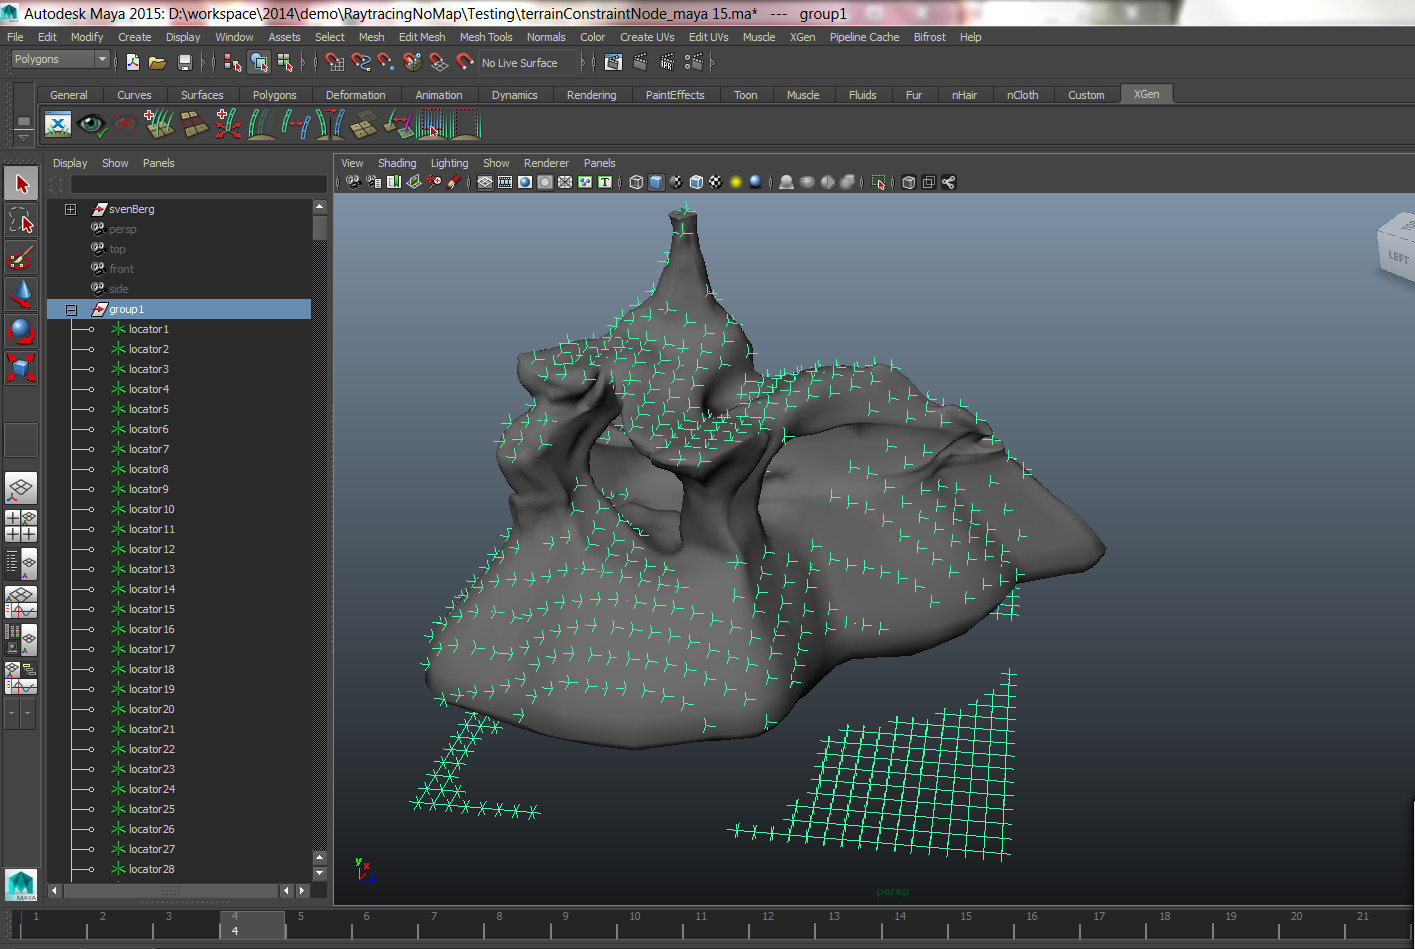 Autodesk Maya 2015: D:\workspace\2014\demo\RaytracingNoMap\Testing\terrainConstraintNode_maya 15.ma* --- group1
File Edit Modify Create Display Window Assets Select Mesh Edit Mesh Mesh Tools Normals Color Create UVs Edit UVs Muscle XGen Pipeline Cache Bifrost Help
Polygons No Live Surface
General Curves Surfaces Polygons Deformation Animation Dynamics Rendering PaintEffects Toon Muscle Fluids Fur nHair nCloth Custom XGen
Display Show Panels
View Shading Lighting Show Renderer Panels
svenBerg
persp
top
front
side
group1
locator1
locator2
locator3
locator4
locator5
locator6
locator7
locator8
locator9
locator10
locator11
locator12
locator13
locator14
locator15
locator16
locator17
locator18
locator19
locator20
locator21
locator22
locator23
locator24
locator25
locator26
locator27
locator28
LEFT
y
x
persp
MAYA
1 2 3 4 5 6 7 8 9 10 11 12 13 14 15 16 17 18 19 20 21
4